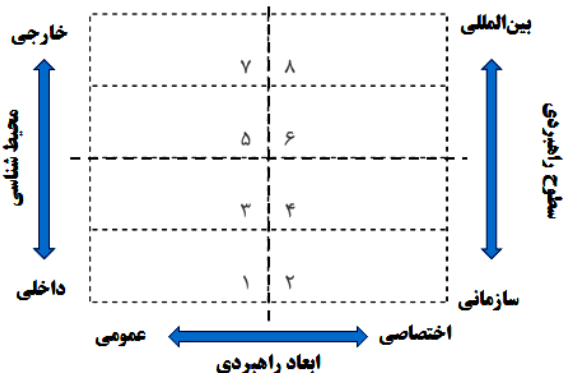 بین‌المللی
خارجی
۸ ۷
۶ ۵
سطوح راهبردی
محیط شناسی
۴ ۳
۲ ۱
سازمانی
داخلی
اختصاصی
عمومی
ابعاد راهبردی